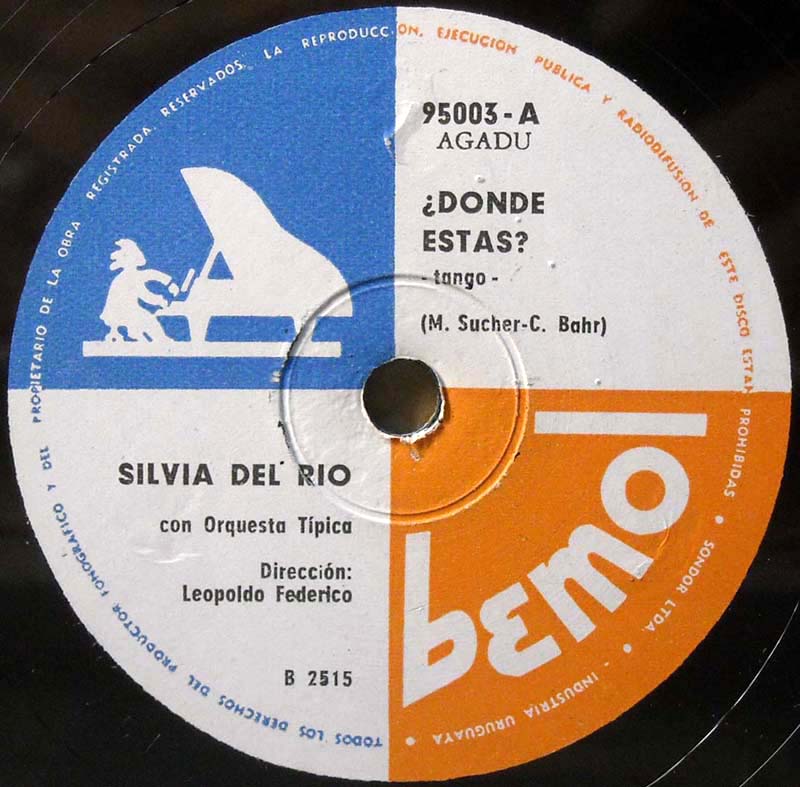 95003-A
AGADU
¿DONDE
ESTAS?
- tango -
(M. Sucher-C. Bahr)
SILVIA DEL RIO
con Orquesta Típica
Dirección:
Leopoldo Federico
B 2515
bemol
TODOS LOS DERECHOS DEL PRODUCTOR FONOGRAFICO Y DEL PROPIETARIO DE LA OBRA REGISTRADA, RESERVADOS. LA REPRODUCCION, EJECUCION PUBLICA Y RADIODIFUSION DE ESTE DISCO ESTAN PROHIBIDAS • SONDOR LTDA. • INDUSTRIA URUGUAYA •